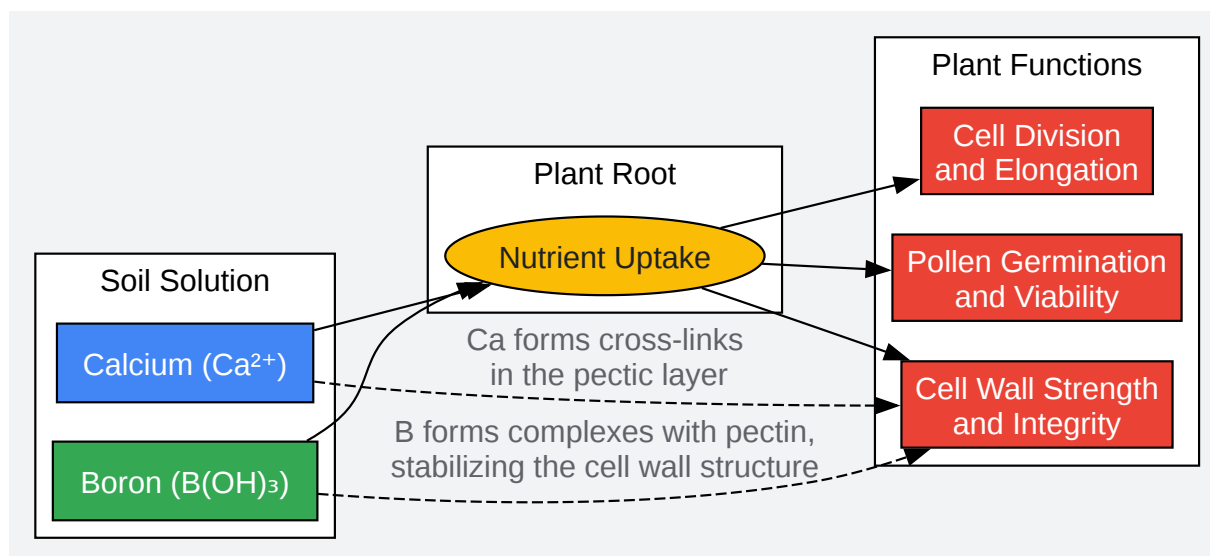 Soil Solution
Calcium (Ca²⁺)
Boron (B(OH)₃)
Plant Root
Nutrient Uptake
Ca forms cross-links
in the pectic layer
B forms complexes with pectin,
stabilizing the cell wall structure
Plant Functions
Cell Division
and Elongation
Pollen Germination
and Viability
Cell Wall Strength
and Integrity